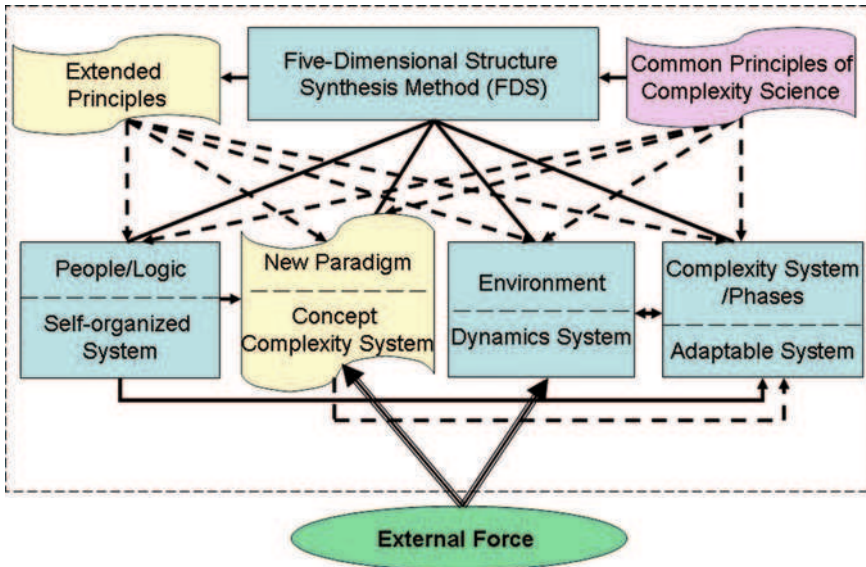 Extended
Principles
Five-Dimensional Structure
Synthesis Method (FDS)
Common Principles of
Complexity Science
People/Logic
Self-organized
System
New Paradigm
Concept
Complexity System
Environment
Dynamics System
Complexity System
/Phases
Adaptable System
External Force